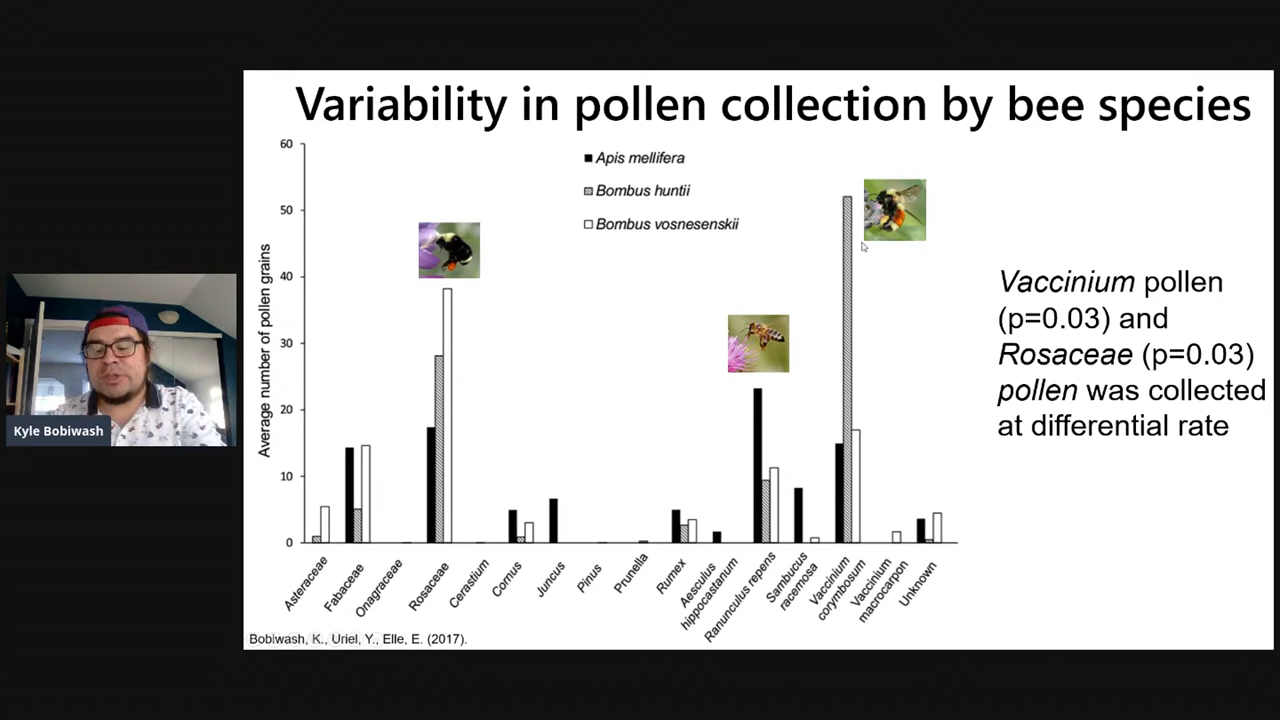 Variability in pollen collection by bee species
60
50
40
30
20
10
0
Average number of pollen grains
Apis mellifera
Bombus huntii
Bombus vosnesenskii
Asteraceae
Fabaceae
Onagraceae
Rosaceae
Cerastium
Cornus
Juncus
Pinus
Prunella
Rumex
Aesculus
hippocastanum
Ranunculus repens
Sambucus
racemosa
Vaccinium
corymbosum
Vaccinium
macrocarpon
Unknown
Vaccinium pollen
(p=0.03) and
Rosaceae (p=0.03)
pollen was collected
at differential rate
Kyle Bobiwash
Bobiwash, K., Uriel, Y., Elle, E. (2017).